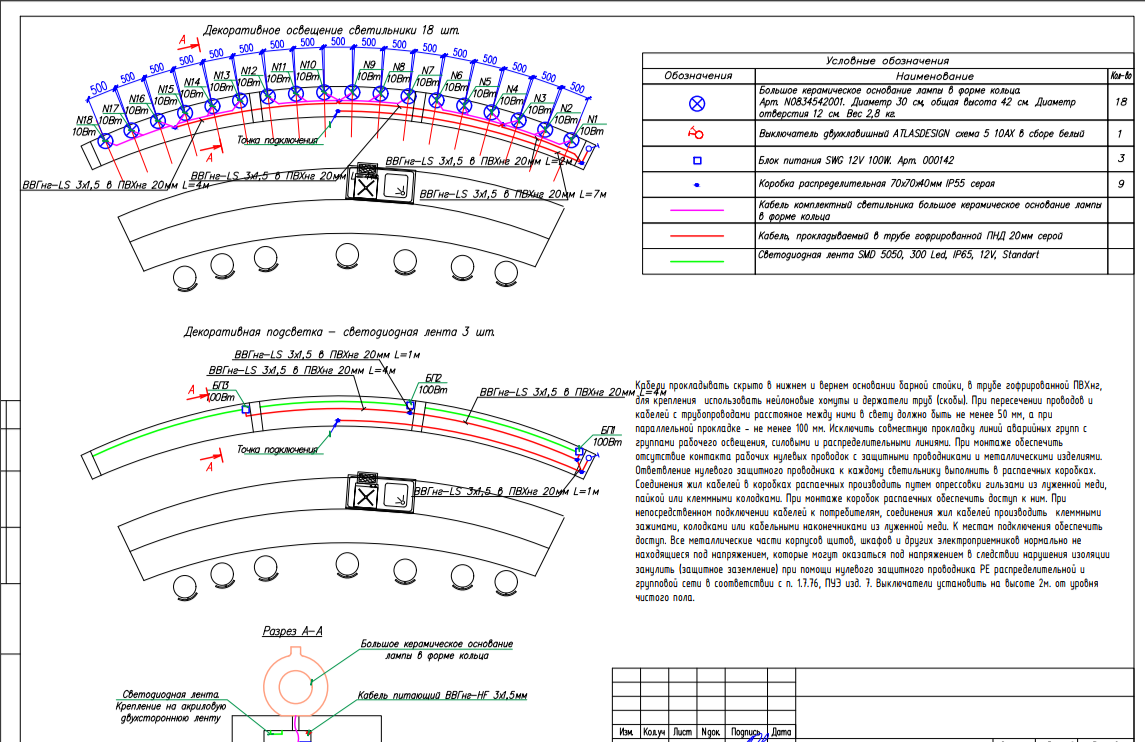 Декоративное освещение светильники 18 шт.
А
500 500 500 500 500 500 500 500 500 500 500 500 500 500 500 500 500
N18 10Вт
N17 10Вт
N16 10Вт
N15 10Вт
N14 10Вт
N13 10Вт
N12 10Вт
N11 10Вт
N10 10Вт
N9 10Вт
N8 10Вт
N7 10Вт
N6 10Вт
N5 10Вт
N4 10Вт
N3 10Вт
N2 10Вт
N1 10Вт
Точка подключения
А
ВВГнг-LS 3х1,5 в ПВХнг 20мм L=2м
ВВГнг-LS 3х1,5 в ПВХнг 20мм L=4м
ВВГнг-LS 3х1,5 в ПВХнг 20мм
ВВГнг-LS 3х1,5 в ПВХнг 20мм L=7м
Условные обозначения
Обозначения Наименование Кол-во
Большое керамическое основание лампы в форме кольца.
Арт. N0834542001. Диаметр 30 см, общая высота 42 см. Диаметр
отверстия 12 см. Вес 2,8 кг.
18
Выключатель двухклавишный ATLASDESIGN схема 5 10АХ в сборе белый 1
Блок питания SWG 12V 100W. Арт. 000142 3
Коробка распределительная 70х70х40мм IP55 серая 9
Кабель комплектный светильника большое керамическое основание лампы
в форме кольца
Кабель, прокладываемый в трубе гофрированной ПНД 20мм серой
Светодиодная лента SMD 5050, 300 Led, IP65, 12V, Standart
Декоративная подсветка – светодиодная лента 3 шт.
ВВГнг-LS 3х1,5 в ПВХнг 20мм L=1м
ВВГнг-LS 3х1,5 в ПВХнг 20мм L=4м
ВВГнг-LS 3х1,5 в ПВХнг 20мм L=4м
А
БП3
100Вт
БП2
100Вт
БП1
100Вт
Точка подключения
А
ВВГнг-LS 3х1,5 в ПВХнг 20мм L=1м
Кабели прокладывать скрыто в нижнем и вернем основании барной стойки, в трубе гофрированной ПВХнг,
для крепления использовать нейлоновые хомуты и держатели труб (скобы). При пересечении проводов и
кабелей с трубопроводами расстояное между ними в свету должно быть не менее 50 мм, а при
параллельной прокладке – не менее 100 мм. Исключить совместную прокладку линий аварийных групп с
группами рабочего освещения, силовыми и распределительными линиями. При монтаже обеспечить
отсутствие контакта рабочих нулевых проводок с защитными проводниками и металлическими изделиями.
Ответвление нулевого защитного проводника к каждому светильнику выполнить в распаечных коробках.
Соединения жил кабелей в коробках распаечных производить путем опрессовки гильзами из луженной меди,
пайкой или клеммными колодками. При монтаже коробок распаечных обеспечить доступ к ним. При
непосредственном подключении кабелей к потребителям, соединения жил кабелей производить клеммными
зажимами, колодками или кабельными наконечниками из луженной меди. К местам подключения обеспечить
доступ. Все металлические части корпусов щитов, шкафов и других электроприемников нормально не
находящиеся под напряжением, которые могут оказаться под напряжением в следствии нарушения изоляции
занулить (защитное заземление) при помощи нулевого защитного проводника РЕ распределительной и
групповой сети в соответствии с п. 1.7.76, ПУЭ изд. 7. Выключатели установить на высоте 2м. от уровня
чистого пола.
Разрез А-А
Большое керамическое основание
лампы в форме кольца
Светодиодная лента.
Крепление на акриловую
двухстороннюю ленту
Кабель питающий ВВГнг-HF 3х1,5мм
Изм. Кол.уч Лист Nдок. Подпись Дата